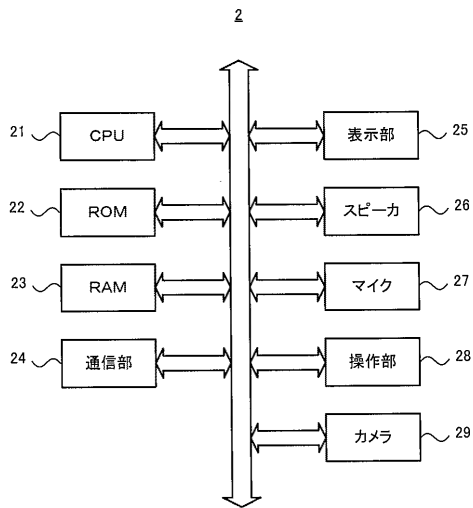 2
21 CPU
22 ROM
23 RAM
24 通信部
表示部 25
スピーカ 26
マイク 27
操作部 28
カメラ 29